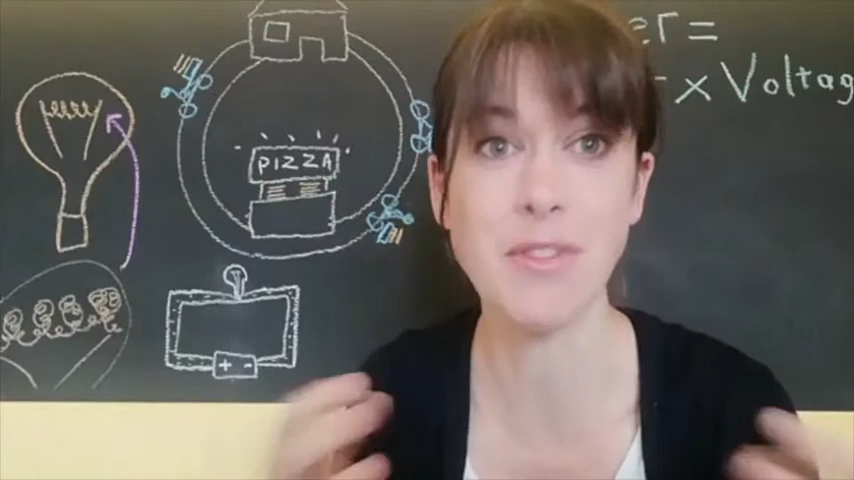 PIZZA
+ -
er =
x Voltag